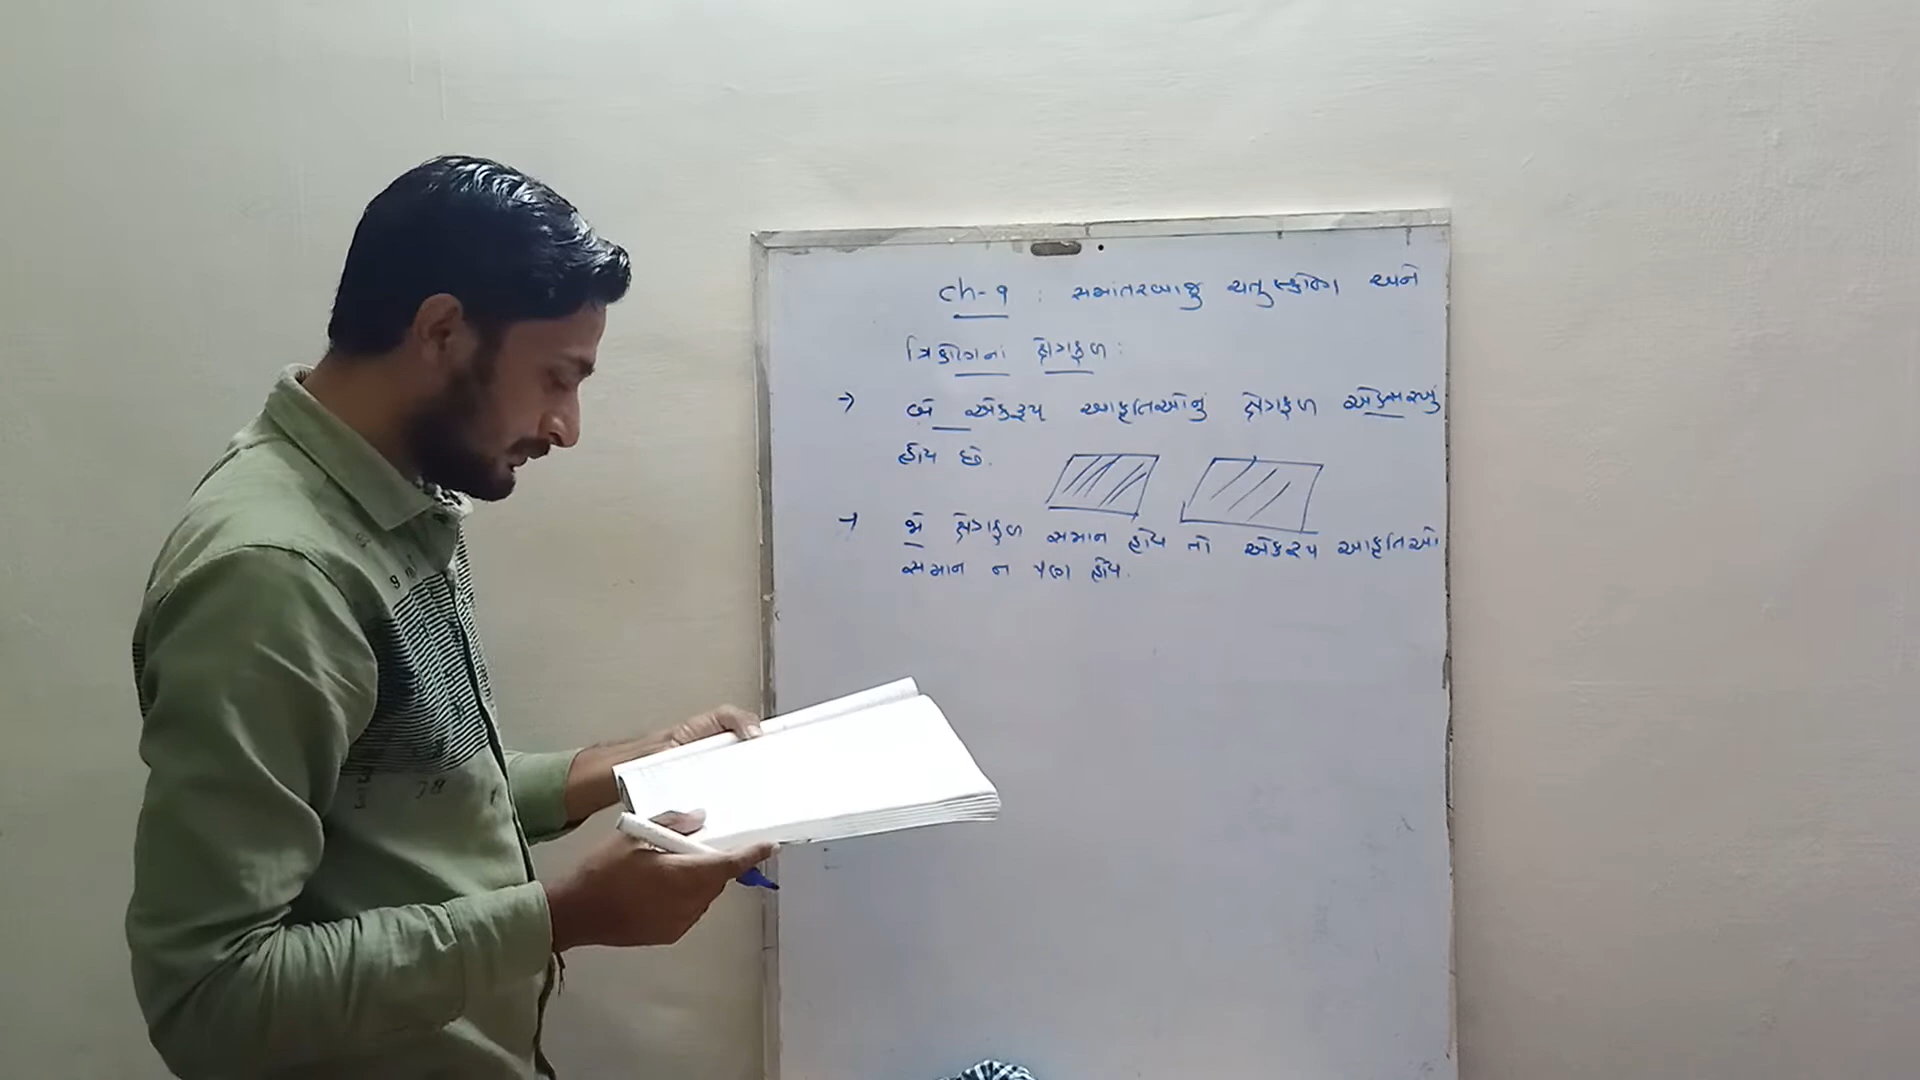 Ch-9 : સમાંતરબાજુ ચતુષ્કોણ અને
ત્રિકોણનાં ક્ષેત્રફળ :
→ બે એકરૂપ આકૃતિઓનું ક્ષેત્રફળ એકસરખું
હોય છે.
→ જો ક્ષેત્રફળ સમાન હોય તો એકરૂપ આકૃતિઓ
સમાન ન પણ હોય.